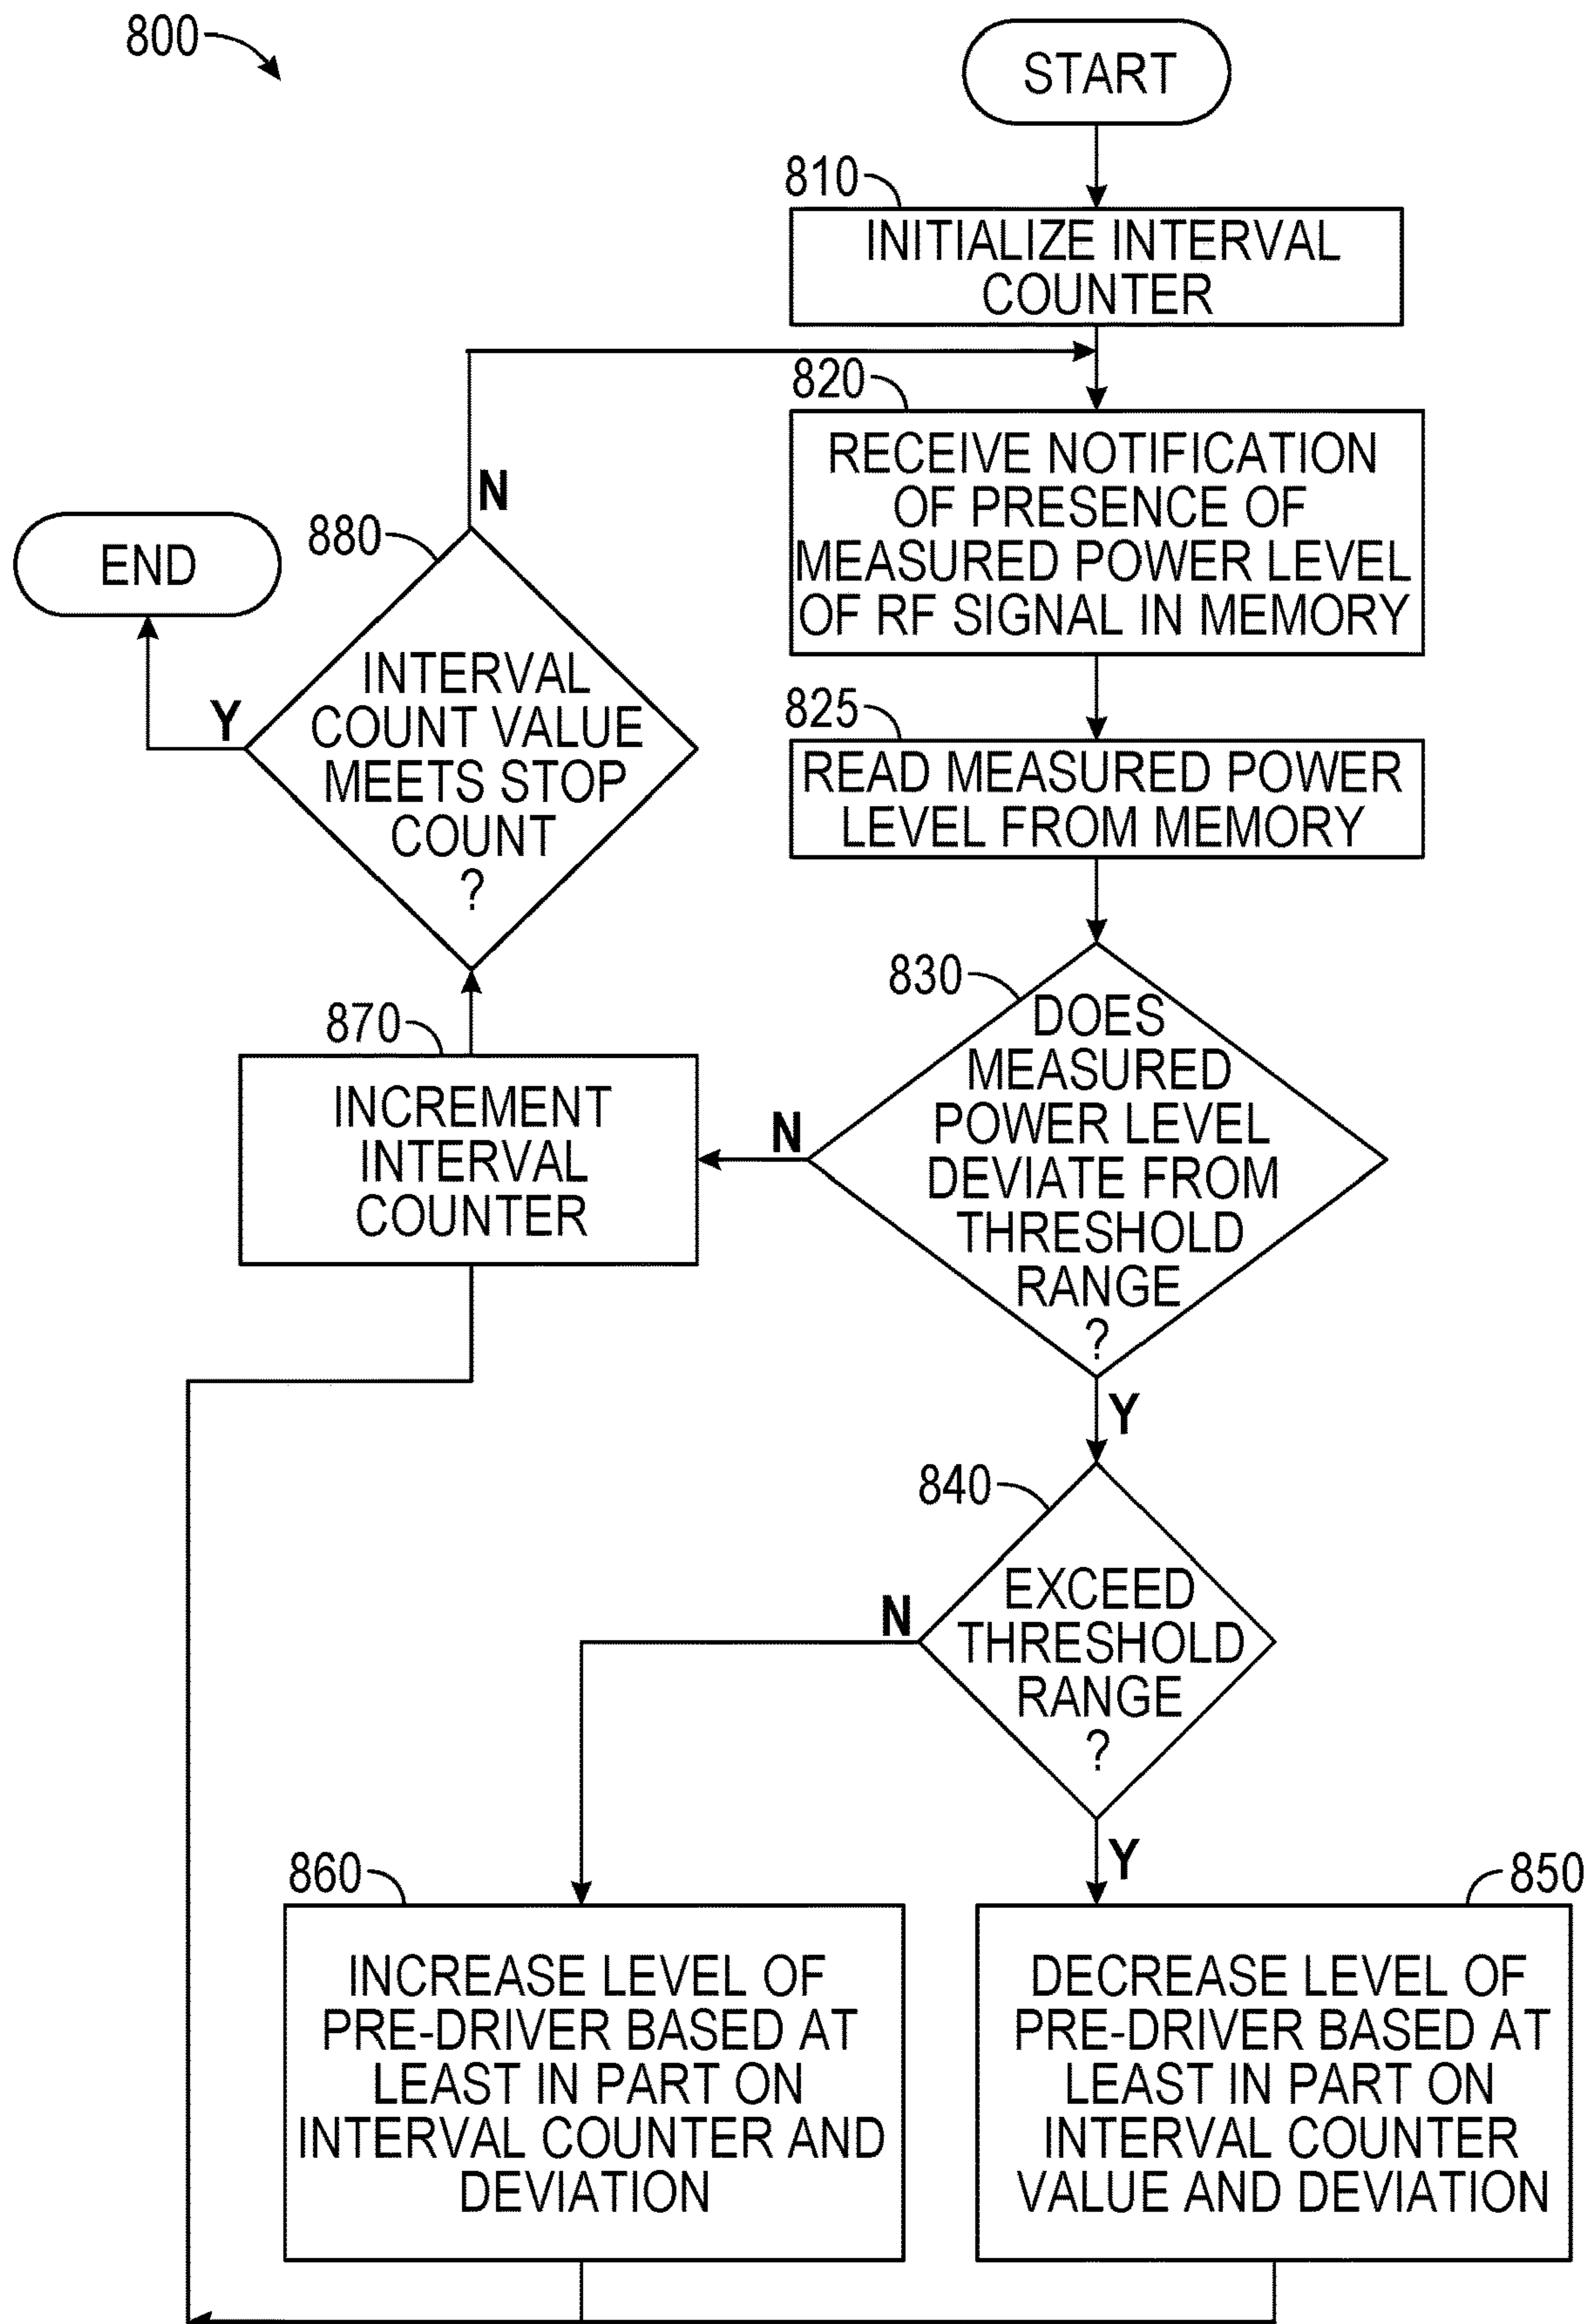 800
START
810
INITIALIZE INTERVAL
COUNTER
820
RECEIVE NOTIFICATION
OF PRESENCE OF
MEASURED POWER LEVEL
OF RF SIGNAL IN MEMORY
825
READ MEASURED POWER
LEVEL FROM MEMORY
830
DOES
MEASURED
POWER LEVEL
DEVIATE FROM
THRESHOLD
RANGE
?
N
Y
840
EXCEED
THRESHOLD
RANGE
?
N
Y
850
DECREASE LEVEL OF
PRE-DRIVER BASED AT
LEAST IN PART ON
INTERVAL COUNTER
VALUE AND DEVIATION
860
INCREASE LEVEL OF
PRE-DRIVER BASED AT
LEAST IN PART ON
INTERVAL COUNTER AND
DEVIATION
870
INCREMENT
INTERVAL
COUNTER
880
INTERVAL
COUNT VALUE
MEETS STOP
COUNT
?
N
Y
END